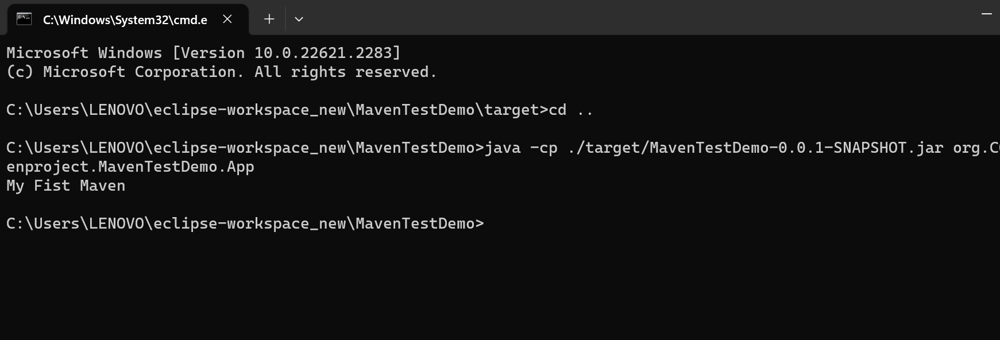 C:\Windows\System32\cmd.e
Microsoft Windows [Version 10.0.22621.2283]
(c) Microsoft Corporation. All rights reserved.
C:\Users\LENOVO\eclipse-workspace_new\MavenTestDemo\target>cd ..
C:\Users\LENOVO\eclipse-workspace_new\MavenTestDemo>java -cp ./target/MavenTestDemo-0.0.1-SNAPSHOT.jar org.C
enproject.MavenTestDemo.App
My Fist Maven
C:\Users\LENOVO\eclipse-workspace_new\MavenTestDemo>